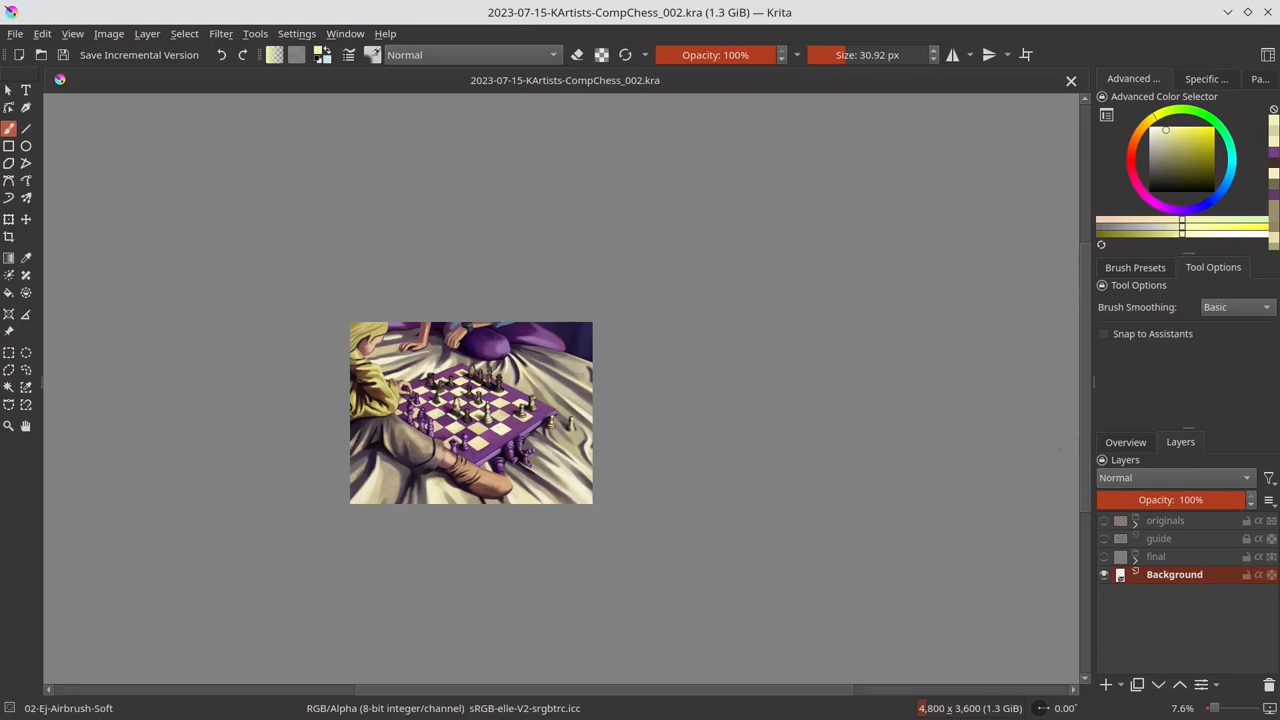 2023-07-15-KArtists-CompChess_002.kra (1.3 GiB) — Krita
File Edit View Image Layer Select Filter Tools Settings Window Help
Save Incremental Version Normal Opacity: 100% Size: 30.92 px
2023-07-15-KArtists-CompChess_002.kra
Advanced ... Specific ... Pa...
Advanced Color Selector
Brush Presets Tool Options
Tool Options
Brush Smoothing: Basic
Snap to Assistants
Overview Layers
Layers
Normal
Opacity: 100%
originals
guide
final
Background
02-Ej-Airbrush-Soft RGB/Alpha (8-bit integer/channel) sRGB-elle-V2-srgbtrc.icc 4,800 x 3,600 (1.3 GiB) 0.00° 7.6%